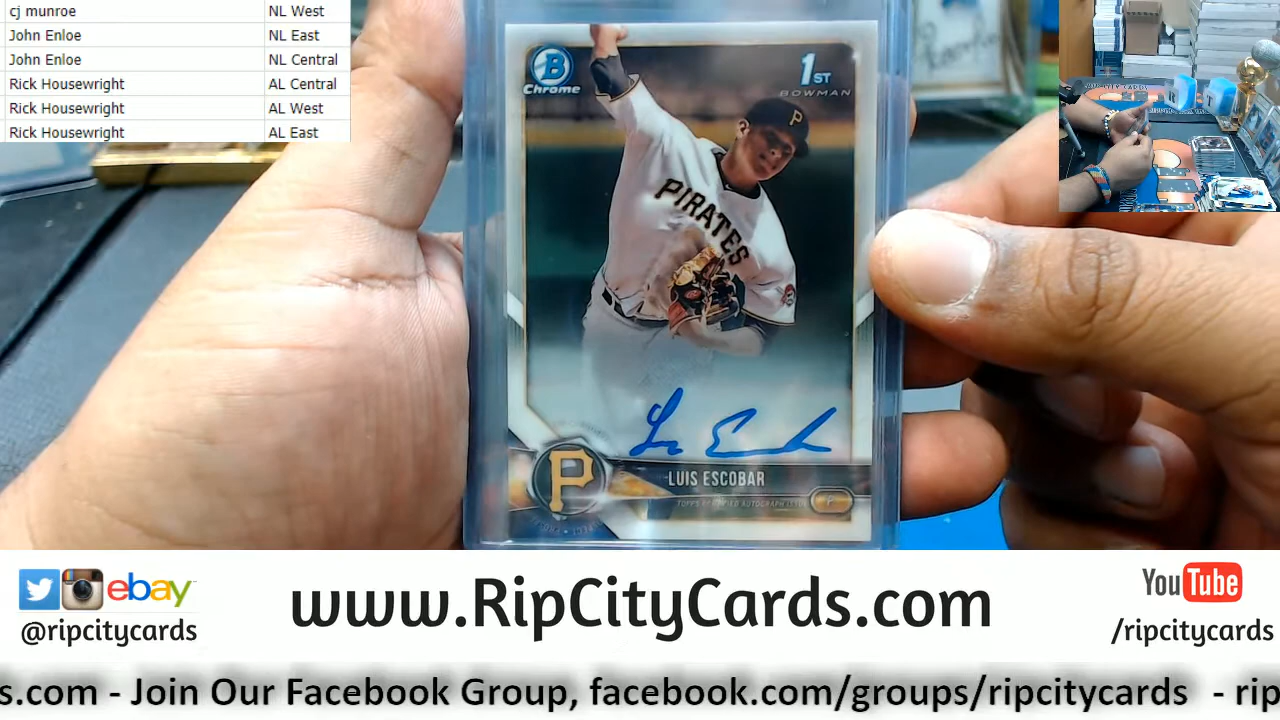 cj munroe NL West
John Enloe NL East
John Enloe NL Central
Rick Housewright AL Central
Rick Housewright AL West
Rick Housewright AL East
B
Chrome
1ST
BOWMAN
P
PIRATES
P
LUIS ESCOBAR
P
ebay
@ripcitycards
www.RipCityCards.com
YouTube
/ripcitycards
s.com - Join Our Facebook Group, facebook.com/groups/ripcitycards - rip